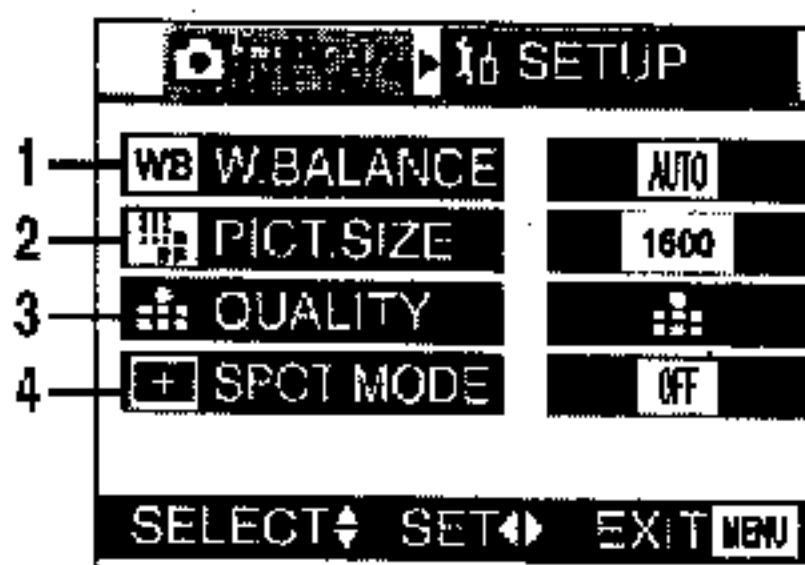 SETUP
1 WB W.BALANCE AUTO
2 PICT.SIZE 1600
3 QUALITY
4 SPOT MODE OFF
SELECT SET EXIT MENU